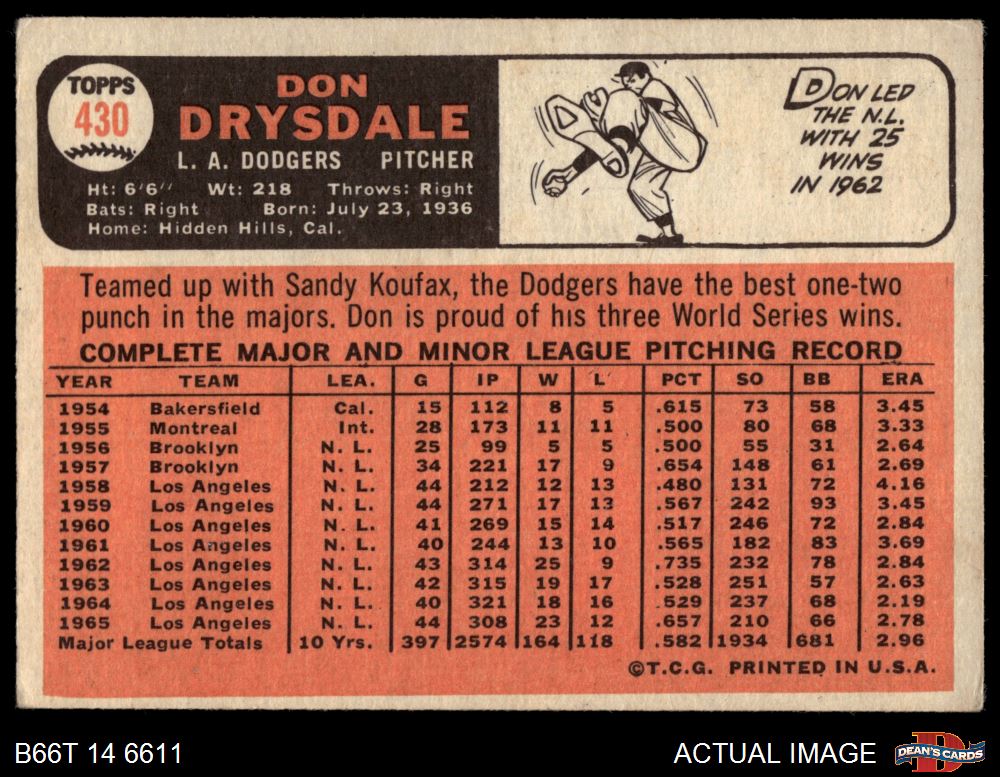 TOPPS
430
DON
DRYSDALE
L. A. DODGERS PITCHER
Ht: 6'6" Wt: 218 Throws: Right
Bats: Right Born: July 23, 1936
Home: Hidden Hills, Cal.
DON LED
THE N.L.
WITH 25
WINS
IN 1962
Teamed up with Sandy Koufax, the Dodgers have the best one-two
punch in the majors. Don is proud of his three World Series wins.
COMPLETE MAJOR AND MINOR LEAGUE PITCHING RECORD
YEAR TEAM LEA. G IP W L PCT SO BB ERA
1954 Bakersfield Cal. 15 112 8 5 .615 73 58 3.45
1955 Montreal Int. 28 173 11 11 .500 80 68 3.33
1956 Brooklyn N. L. 25 99 5 5 .500 55 31 2.64
1957 Brooklyn N. L. 34 221 17 9 .654 148 61 2.69
1958 Los Angeles N. L. 44 212 12 13 .480 131 72 4.16
1959 Los Angeles N. L. 44 271 17 13 .567 242 93 3.45
1960 Los Angeles N. L. 41 269 15 14 .517 246 72 2.84
1961 Los Angeles N. L. 40 244 13 10 .565 182 83 3.69
1962 Los Angeles N. L. 43 314 25 9 .735 232 78 2.84
1963 Los Angeles N. L. 42 315 19 17 .528 251 57 2.63
1964 Los Angeles N. L. 40 321 18 16 .529 237 68 2.19
1965 Los Angeles N. L. 44 308 23 12 .657 210 66 2.78
Major League Totals 10 Yrs. 397 2574 164 118 .582 1934 681 2.96
©T.C.G. PRINTED IN U.S.A.
B66T 14 6611 ACTUAL IMAGE D DEAN'S CARDS